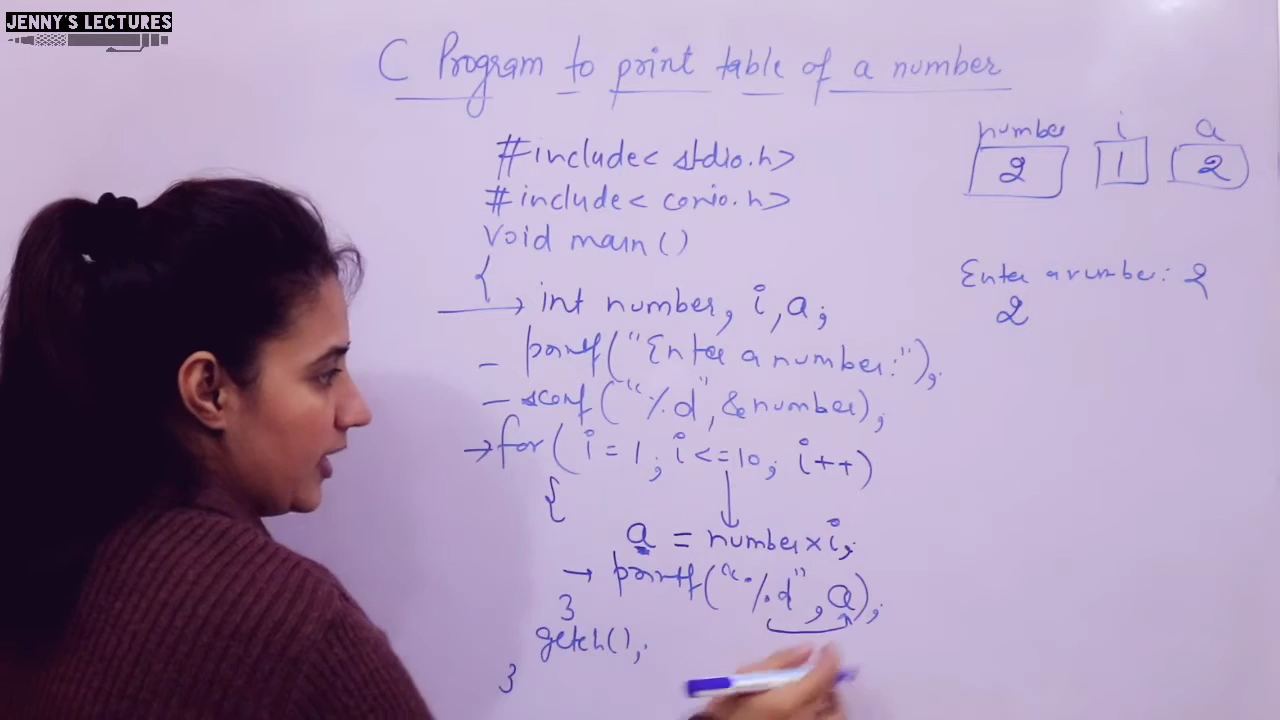 JENNY'S LECTURES
C Program to print table of a number
#include< stdio.h>
#include< conio.h>
void main()
{
int number, i, a;
printf("Enter a number:");
scanf("%d", &number);
for( i = 1; i <= 10; i++)
{
a = number × i;
printf("%d", a);
}
getch();
}
number i a
2 1 2
Enter a number: 2
2